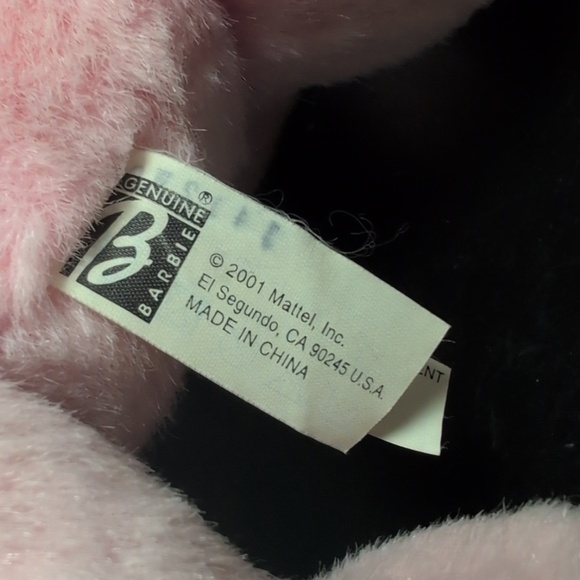 GENUINE
®
B
BARBIE
© 2001 Mattel, Inc.
El Segundo, CA 90245 U.S.A.
MADE IN CHINA